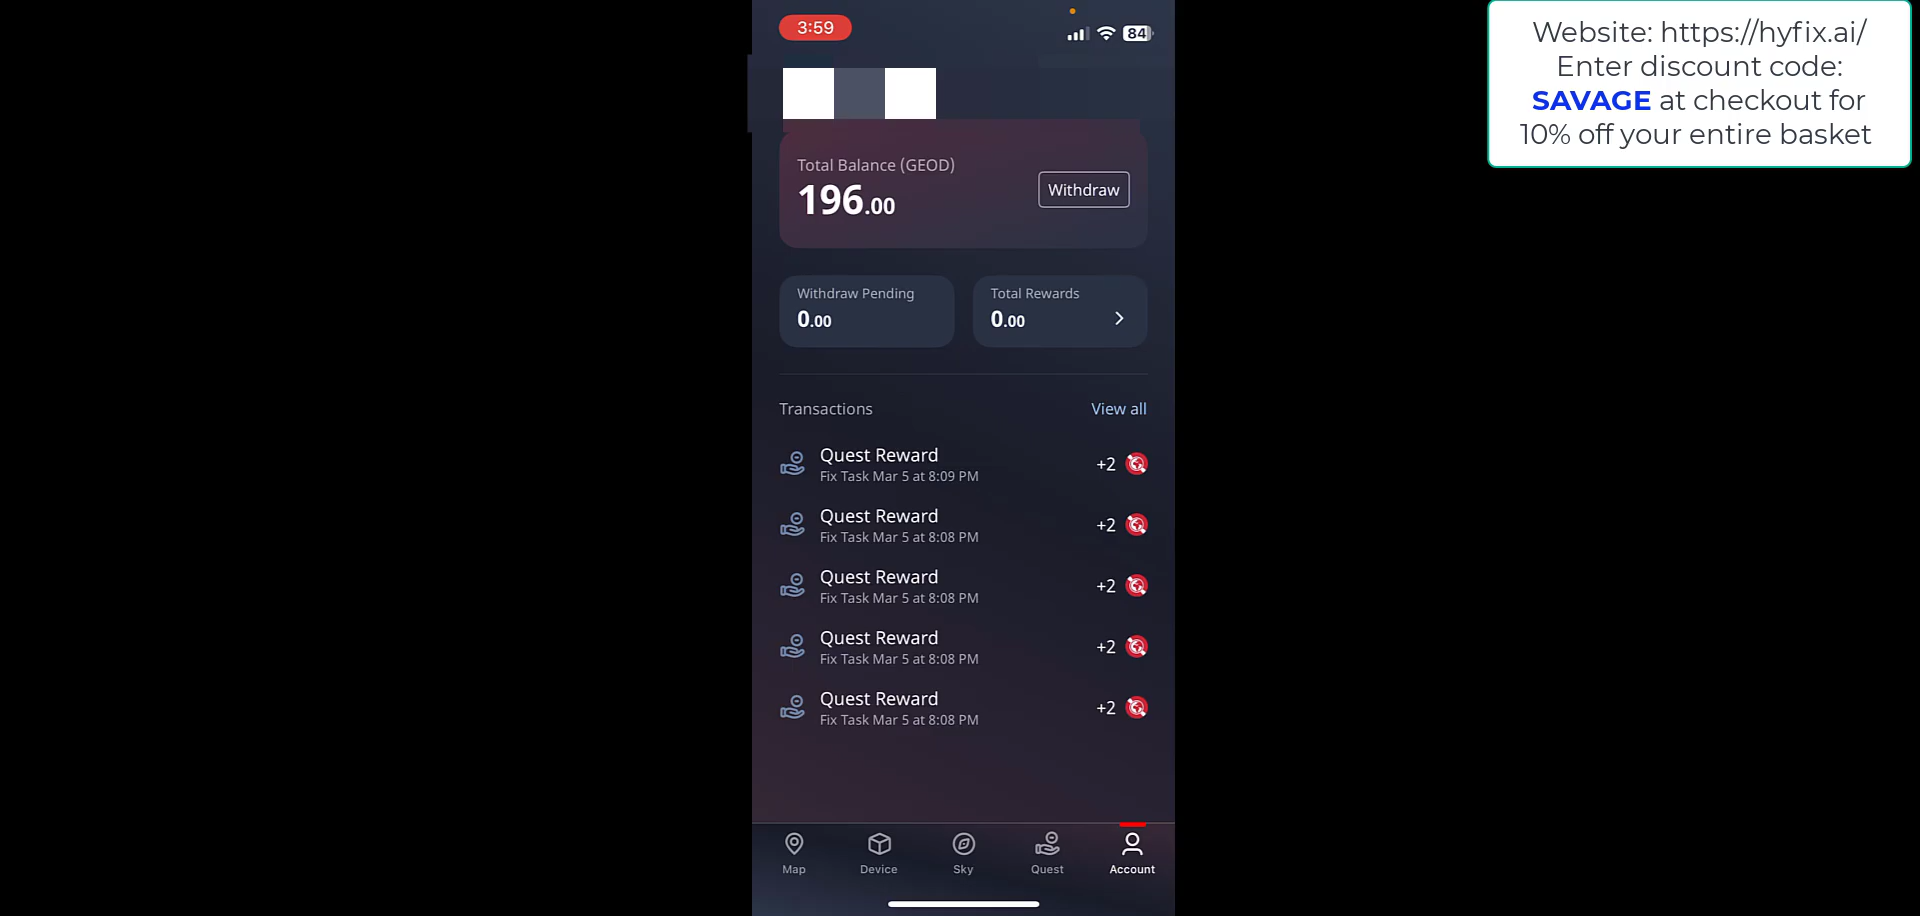 3:59
84
Website: https://hyfix.ai/
Enter discount code:
SAVAGE at checkout for
10% off your entire basket
Total Balance (GEOD)
196.00
Withdraw
Withdraw Pending
0.00
Total Rewards
0.00
Transactions
View all
Quest Reward
Fix Task Mar 5 at 8:09 PM
+2
Quest Reward
Fix Task Mar 5 at 8:08 PM
+2
Quest Reward
Fix Task Mar 5 at 8:08 PM
+2
Quest Reward
Fix Task Mar 5 at 8:08 PM
+2
Quest Reward
Fix Task Mar 5 at 8:08 PM
+2
Map
Device
Sky
Quest
Account